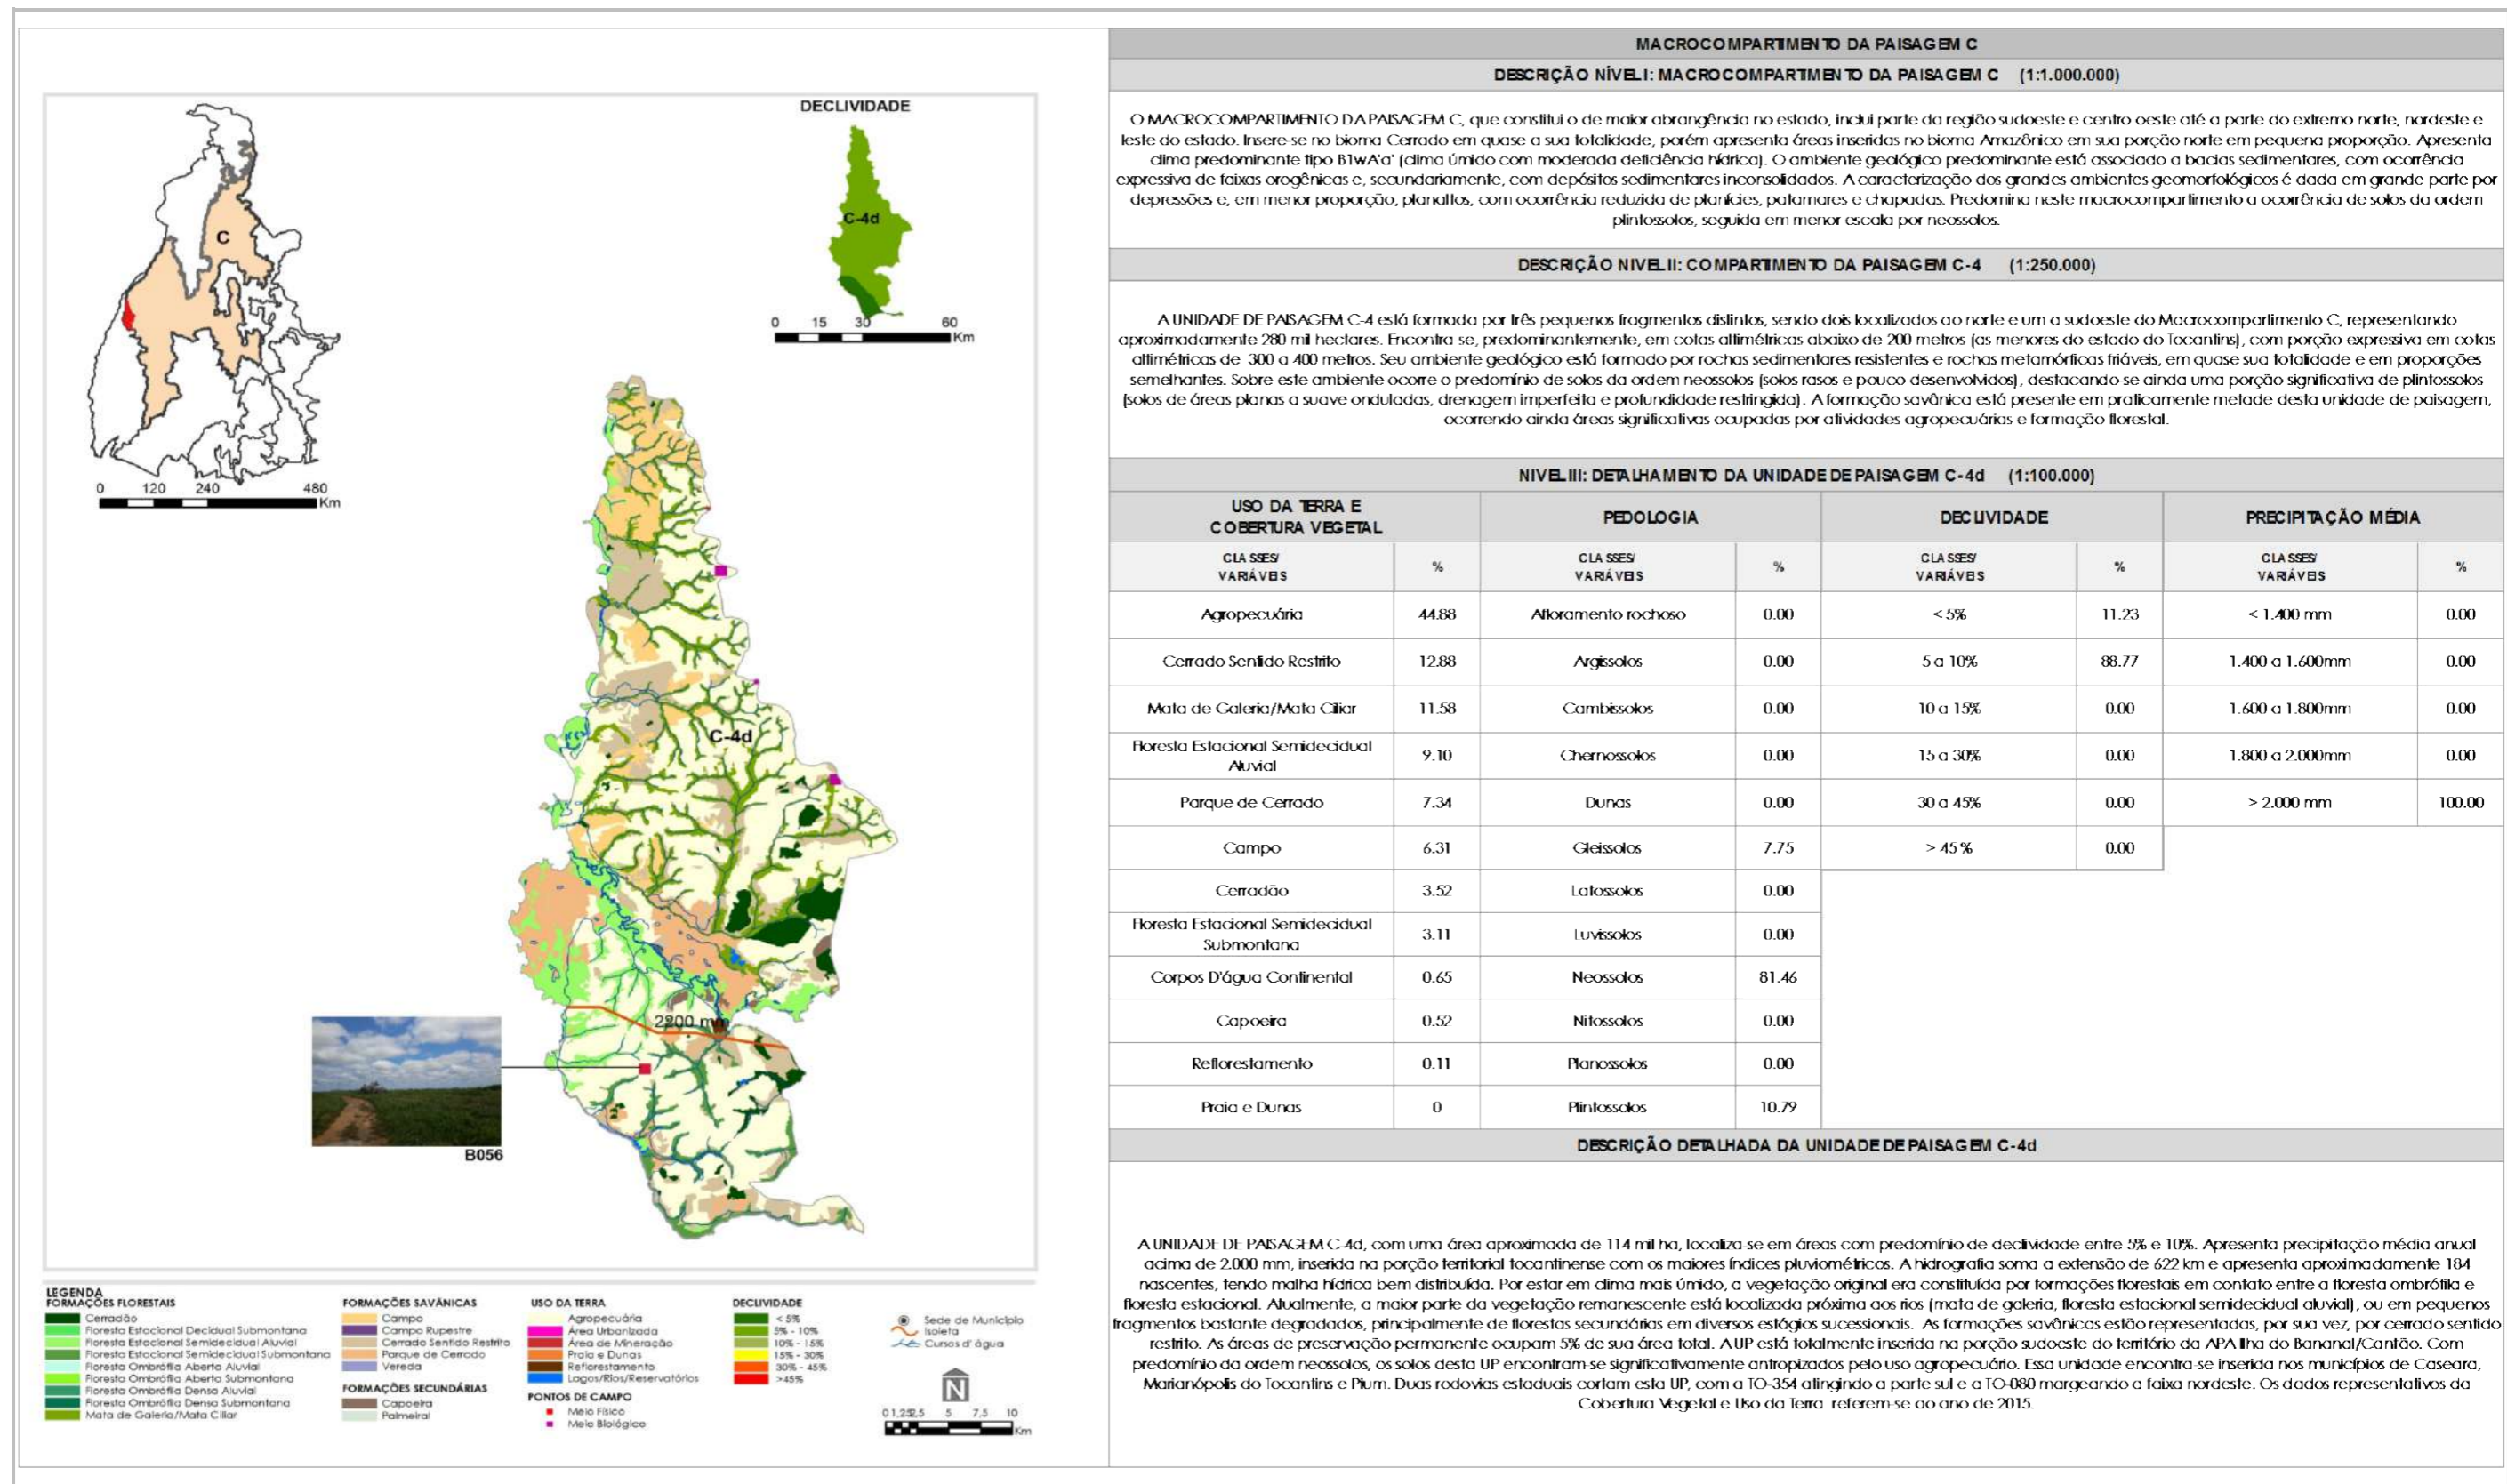 DECLIVIDADE
C-4d
0 15 30 60
Km
C
0 120 240 480
Km
C-4d
2200 mm
B056
LEGENDA
FORMAÇÕES FLORESTAIS
Cerradão
Floresta Estacional Decidual Submontana
Floresta Estacional Semidecidual Aluvial
Floresta Estacional Semidecidual Submontana
Floresta Ombrófila Aberta Aluvial
Floresta Ombrófila Aberta Submontana
Floresta Ombrófila Densa Aluvial
Floresta Ombrófila Densa Submontana
Mata de Galeria/Mata Ciliar
FORMAÇÕES SAVÂNICAS
Campo
Campo Rupestre
Cerrado Sentido Restrito
Parque de Cerrado
Vereda
FORMAÇÕES SECUNDÁRIAS
Capoeira
Palmeiral
USO DA TERRA
Agropecuária
Área Urbanizada
Área de Mineração
Praia e Dunas
Reflorestamento
Lagos/Rios/Reservatórios
PONTOS DE CAMPO
Meio Físico
Meio Biológico
DECLIVIDADE
< 5%
5% - 10%
10% - 15%
15% - 30%
30% - 45%
>45%
Sede de Município
Isoieta
Cursos d' água
N
0 1,25 2,5 5 7,5 10
Km
MACROCOMPARTIMENTO DA PAISAGEM C
DESCRIÇÃO NÍVEL I: MACROCOMPARTIMENTO DA PAISAGEM C (1:1.000.000)
O MACROCOMPARTIMENTO DA PAISAGEM C, que constitui o de maior abrangência no estado, inclui parte da região sudoeste e centro oeste até a parte do extremo norte, nordeste e
leste do estado. Insere-se no bioma Cerrado em quase a sua totalidade, porém apresenta áreas inseridas no bioma Amazônico em sua porção norte em pequena proporção. Apresenta
clima predominante tipo B1wA'a' (clima úmido com moderada deficiência hídrica). O ambiente geológico predominante está associado a bacias sedimentares, com ocorrência
expressiva de faixas orogênicas e, secundariamente, com depósitos sedimentares inconsolidados. A caracterização dos grandes ambientes geomorfológicos é dada em grande parte por
depressões e, em menor proporção, planaltos, com ocorrência reduzida de planícies, patamares e chapadas. Predomina neste macrocompartimento a ocorrência de solos da ordem
plintossolos, seguida em menor escala por neossolos.
DESCRIÇÃO NIVEL II: COMPARTIMENTO DA PAISAGEM C-4 (1:250.000)
A UNIDADE DE PAISAGEM C-4 está formada por três pequenos fragmentos distintos, sendo dois localizados ao norte e um a sudoeste do Macrocompartimento C, representando
aproximadamente 280 mil hectares. Encontra-se, predominantemente, em cotas altimétricas abaixo de 200 metros (as menores do estado do Tocantins), com porção expressiva em cotas
altimétricas de 300 a 400 metros. Seu ambiente geológico está formado por rochas sedimentares resistentes e rochas metamórficas friáveis, em quase sua totalidade e em proporções
semelhantes. Sobre este ambiente ocorre o predomínio de solos da ordem neossolos (solos rasos e pouco desenvolvidos), destacando-se ainda uma porção significativa de plintossolos
(solos de áreas planas a suave onduladas, drenagem imperfeita e profundidade restringida). A formação savânica está presente em praticamente metade desta unidade de paisagem,
ocorrendo ainda áreas significativas ocupadas por atividades agropecuárias e formação florestal.
NIVEL III: DETALHAMENTO DA UNIDADE DE PAISAGEM C-4d (1:100.000)
USO DA TERRA E
COBERTURA VEGETAL
PEDOLOGIA
DECLIVIDADE
PRECIPITAÇÃO MÉDIA
CLASSES/
VARIÁVEIS % CLASSES/
VARIÁVEIS % CLASSES/
VARIÁVEIS % CLASSES/
VARIÁVEIS %
Agropecuária 44.88 Afloramento rochoso 0.00 < 5% 11.23 < 1.400 mm 0.00
Cerrado Sentido Restrito 12.88 Argissolos 0.00 5 a 10% 88.77 1.400 a 1.600mm 0.00
Mata de Galeria/Mata Ciliar 11.58 Cambissolos 0.00 10 a 15% 0.00 1.600 a 1.800mm 0.00
Floresta Estacional Semidecidual
Aluvial 9.10 Chernossolos 0.00 15 a 30% 0.00 1.800 a 2.000mm 0.00
Parque de Cerrado 7.34 Dunas 0.00 30 a 45% 0.00 > 2.000 mm 100.00
Campo 6.31 Gleissolos 7.75 > 45 % 0.00
Cerradão 3.52 Latossolos 0.00
Floresta Estacional Semidecidual
Submontana 3.11 Luvissolos 0.00
Corpos D'água Continental 0.65 Neossolos 81.46
Capoeira 0.52 Nitossolos 0.00
Reflorestamento 0.11 Planossolos 0.00
Praia e Dunas 0 Plintossolos 10.79
DESCRIÇÃO DETALHADA DA UNIDADE DE PAISAGEM C-4d
A UNIDADE DE PAISAGEM C-4d, com uma área aproximada de 114 mil ha, localiza-se em áreas com predomínio de declividade entre 5% e 10%. Apresenta precipitação média anual
acima de 2.000 mm, inserida na porção territorial tocantinense com os maiores índices pluviométricos. A hidrografia soma a extensão de 622 km e apresenta aproximadamente 184
nascentes, tendo malha hídrica bem distribuída. Por estar em clima mais úmido, a vegetação original era constituída por formações florestais em contato entre a floresta ombrófila e
floresta estacional. Atualmente, a maior parte da vegetação remanescente está localizada próxima aos rios (mata de galeria, floresta estacional semidecidual aluvial), ou em pequenos
fragmentos bastante degradados, principalmente de florestas secundárias em diversos estágios sucessionais. As formações savânicas estão representadas, por sua vez, por cerrado sentido
restrito. As áreas de preservação permanente ocupam 5% de sua área total. A UP está totalmente inserida na porção sudoeste do território da APA Ilha do Bananal/Cantão. Com
predomínio da ordem neossolos, os solos desta UP encontram-se significativamente antropizados pelo uso agropecuário. Essa unidade encontra-se inserida nos municípios de Caseara,
Marianópolis do Tocantins e Pium. Duas rodovias estaduais cortam esta UP, com a TO-354 atingindo a parte sul e a TO-080 margeando a faixa nordeste. Os dados representativos da
Cobertura Vegetal e Uso da Terra referem-se ao ano de 2015.